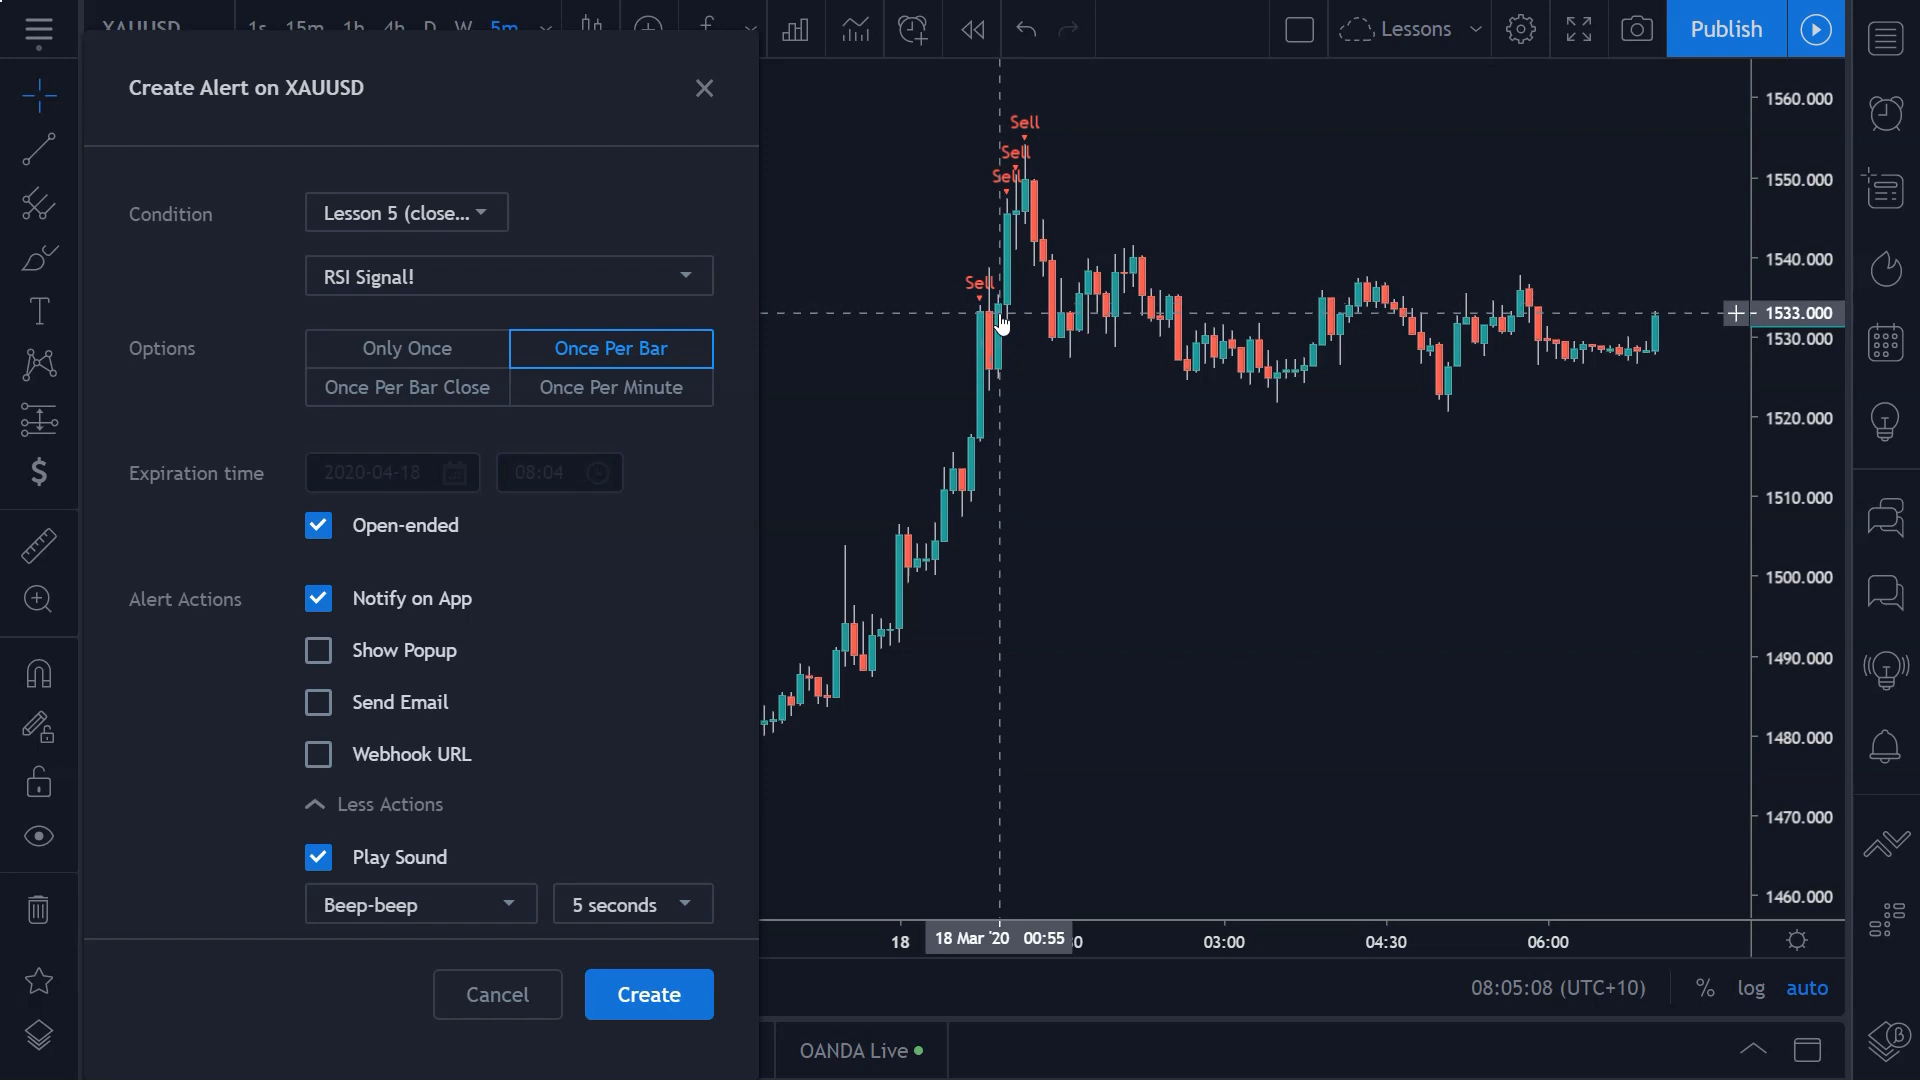 XAUUSD 1s 15m 1h 4h D W 5m
Lessons
Publish
Create Alert on XAUUSD
Condition
Lesson 5 (close...
RSI Signal!
Options
Only Once
Once Per Bar
Once Per Bar Close
Once Per Minute
Expiration time
2020-04-18
08:04
Open-ended
Alert Actions
Notify on App
Show Popup
Send Email
Webhook URL
Less Actions
Play Sound
Beep-beep
5 seconds
Cancel
Create
Sell
Sell
Sell
Sell
1560.000
1550.000
1540.000
1533.000
1530.000
1520.000
1510.000
1500.000
1490.000
1480.000
1470.000
1460.000
18
18 Mar '20 00:55
03:00
04:30
06:00
08:05:08 (UTC+10)
%
log
auto
OANDA Live